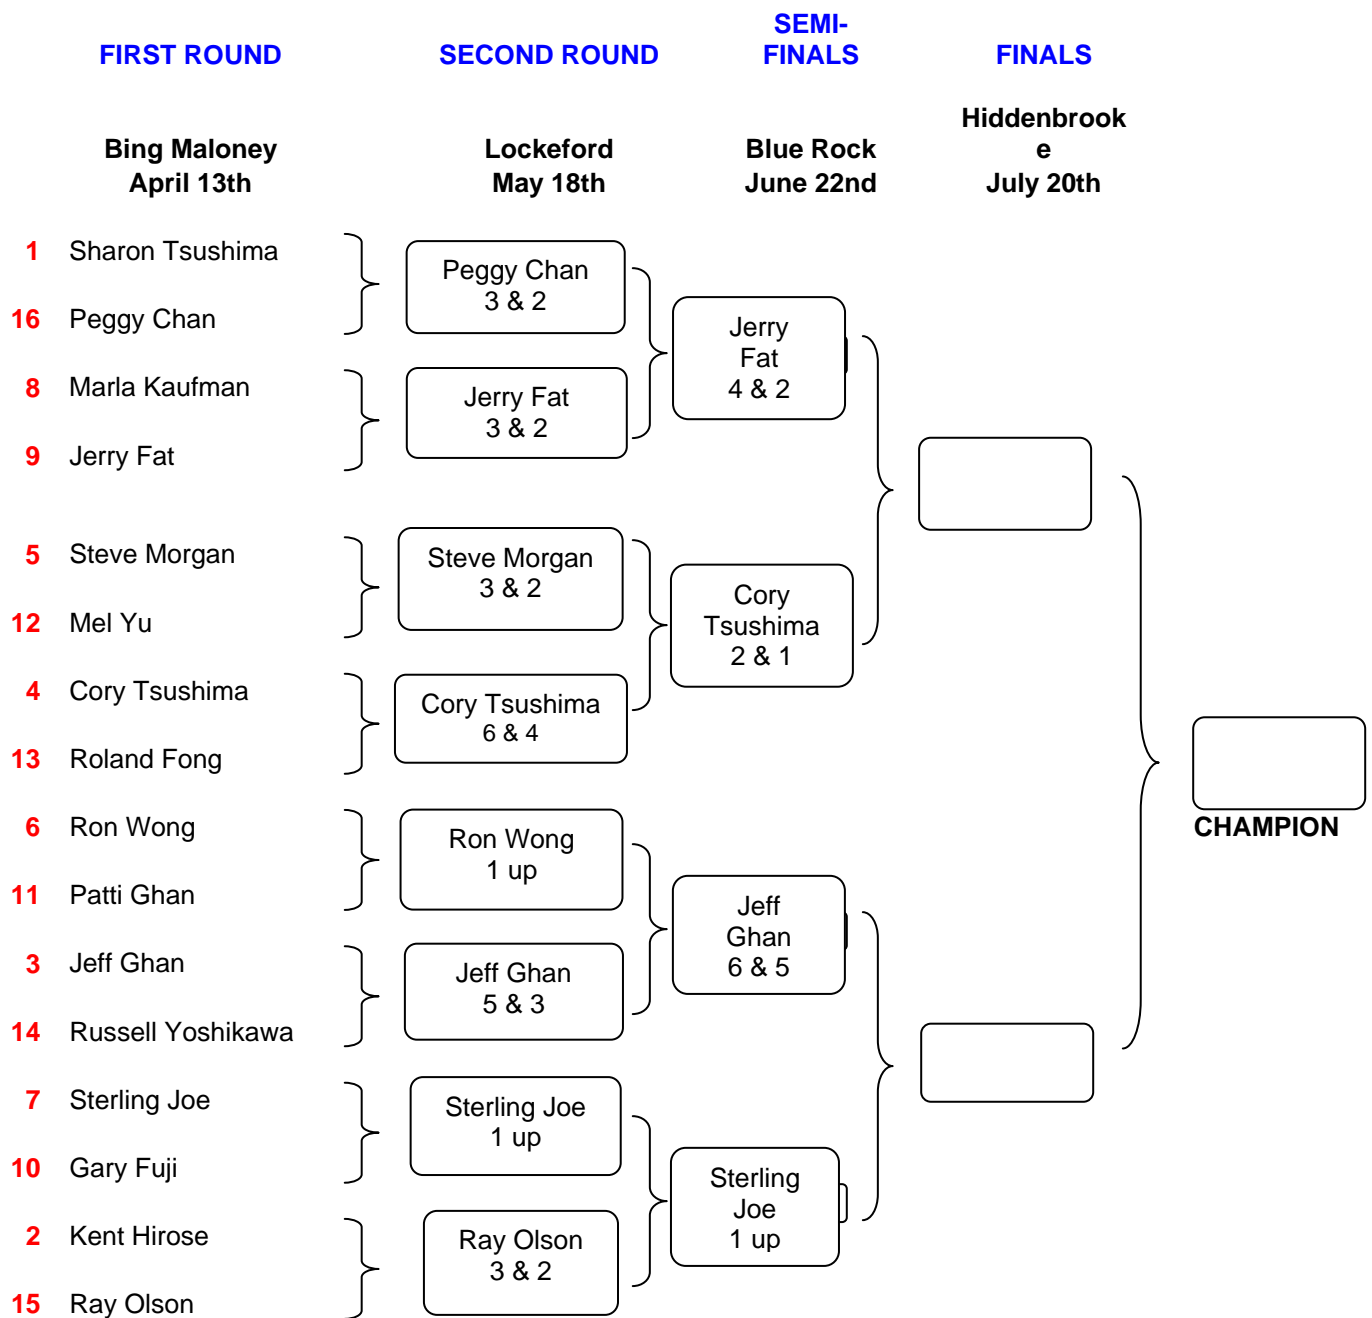 FIRST ROUND
SECOND ROUND
SEMI-
FINALS
FINALS
Bing Maloney
April 13th
Lockeford
May 18th
Blue Rock
June 22nd
Hiddenbrook
e
July 20th
1 Sharon Tsushima
16 Peggy Chan
8 Marla Kaufman
9 Jerry Fat
5 Steve Morgan
12 Mel Yu
4 Cory Tsushima
13 Roland Fong
6 Ron Wong
11 Patti Ghan
3 Jeff Ghan
14 Russell Yoshikawa
7 Sterling Joe
10 Gary Fuji
2 Kent Hirose
15 Ray Olson
Peggy Chan
3 & 2
Jerry Fat
3 & 2
Steve Morgan
3 & 2
Cory Tsushima
6 & 4
Ron Wong
1 up
Jeff Ghan
5 & 3
Sterling Joe
1 up
Ray Olson
3 & 2
Jerry
Fat
4 & 2
Cory
Tsushima
2 & 1
Jeff
Ghan
6 & 5
Sterling
Joe
1 up
CHAMPION